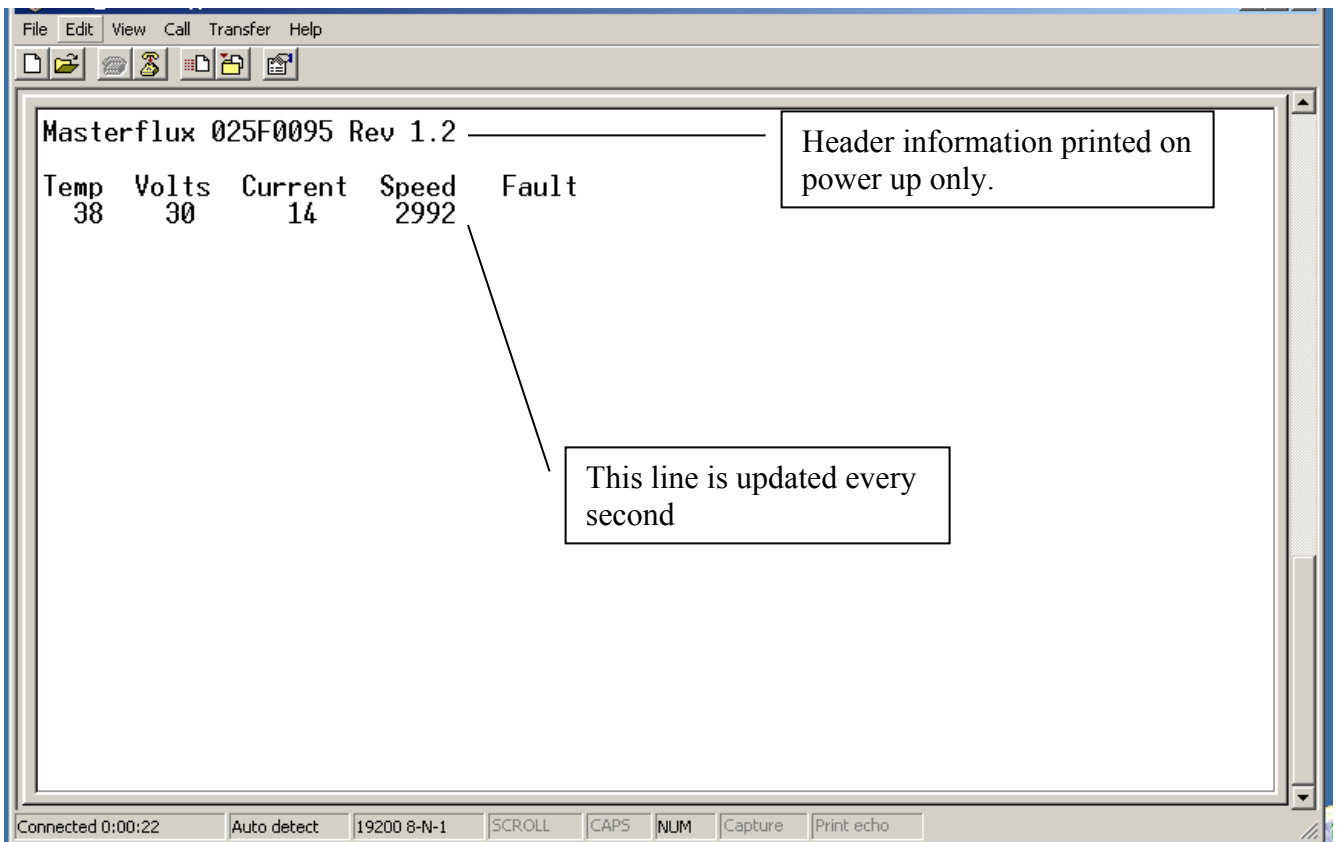 File Edit View Call Transfer Help
Masterflux 025F0095 Rev 1.2
Header information printed on
power up only.
Temp Volts Current Speed Fault
38 30 14 2992
This line is updated every
second
Connected 0:00:22 Auto detect 19200 8-N-1 SCROLL CAPS NUM Capture Print echo